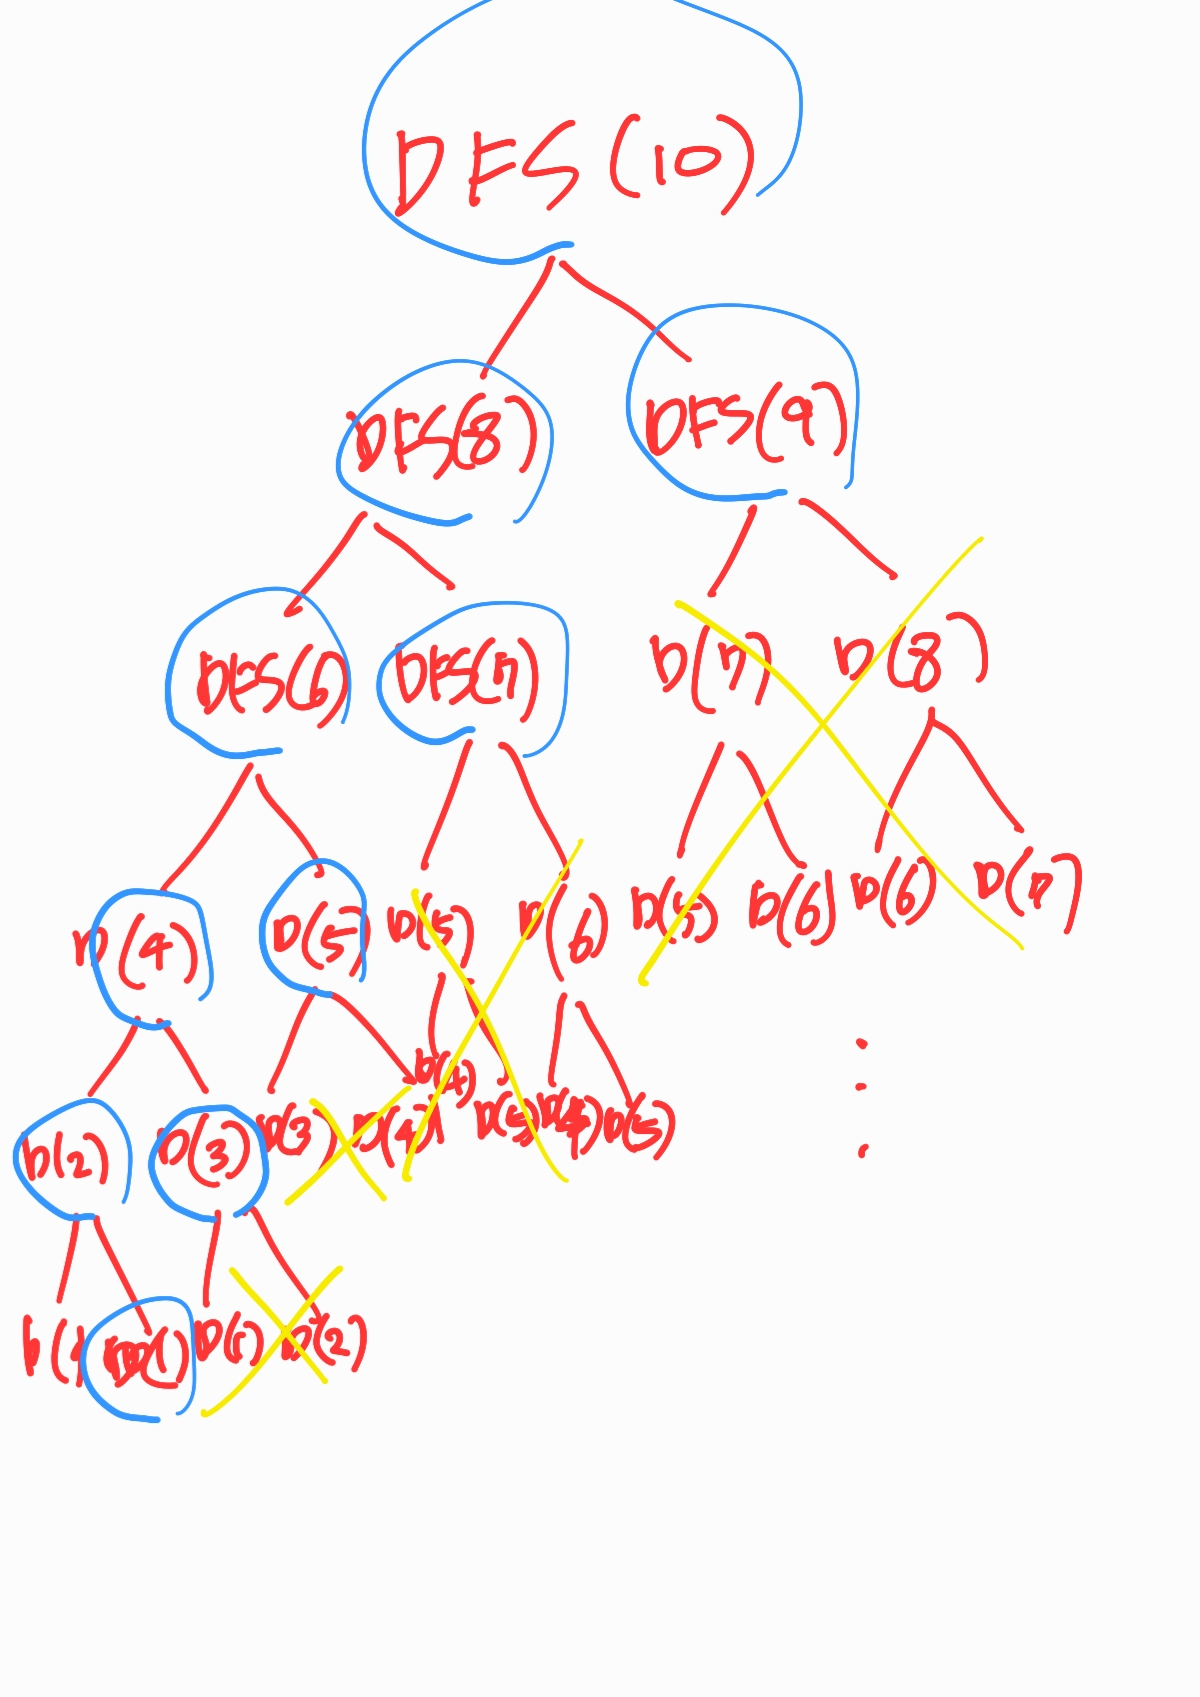 DFS(10)
DFS(8) DFS(9)
DFS(6) DFS(7) D(7) D(8)
D(4) D(5) D(5) D(6) D(5) D(6) D(6) D(7)
D(2) D(3) D(3) D(4) D(4) D(5) D(4) D(5)
D(1) D(1) D(2)